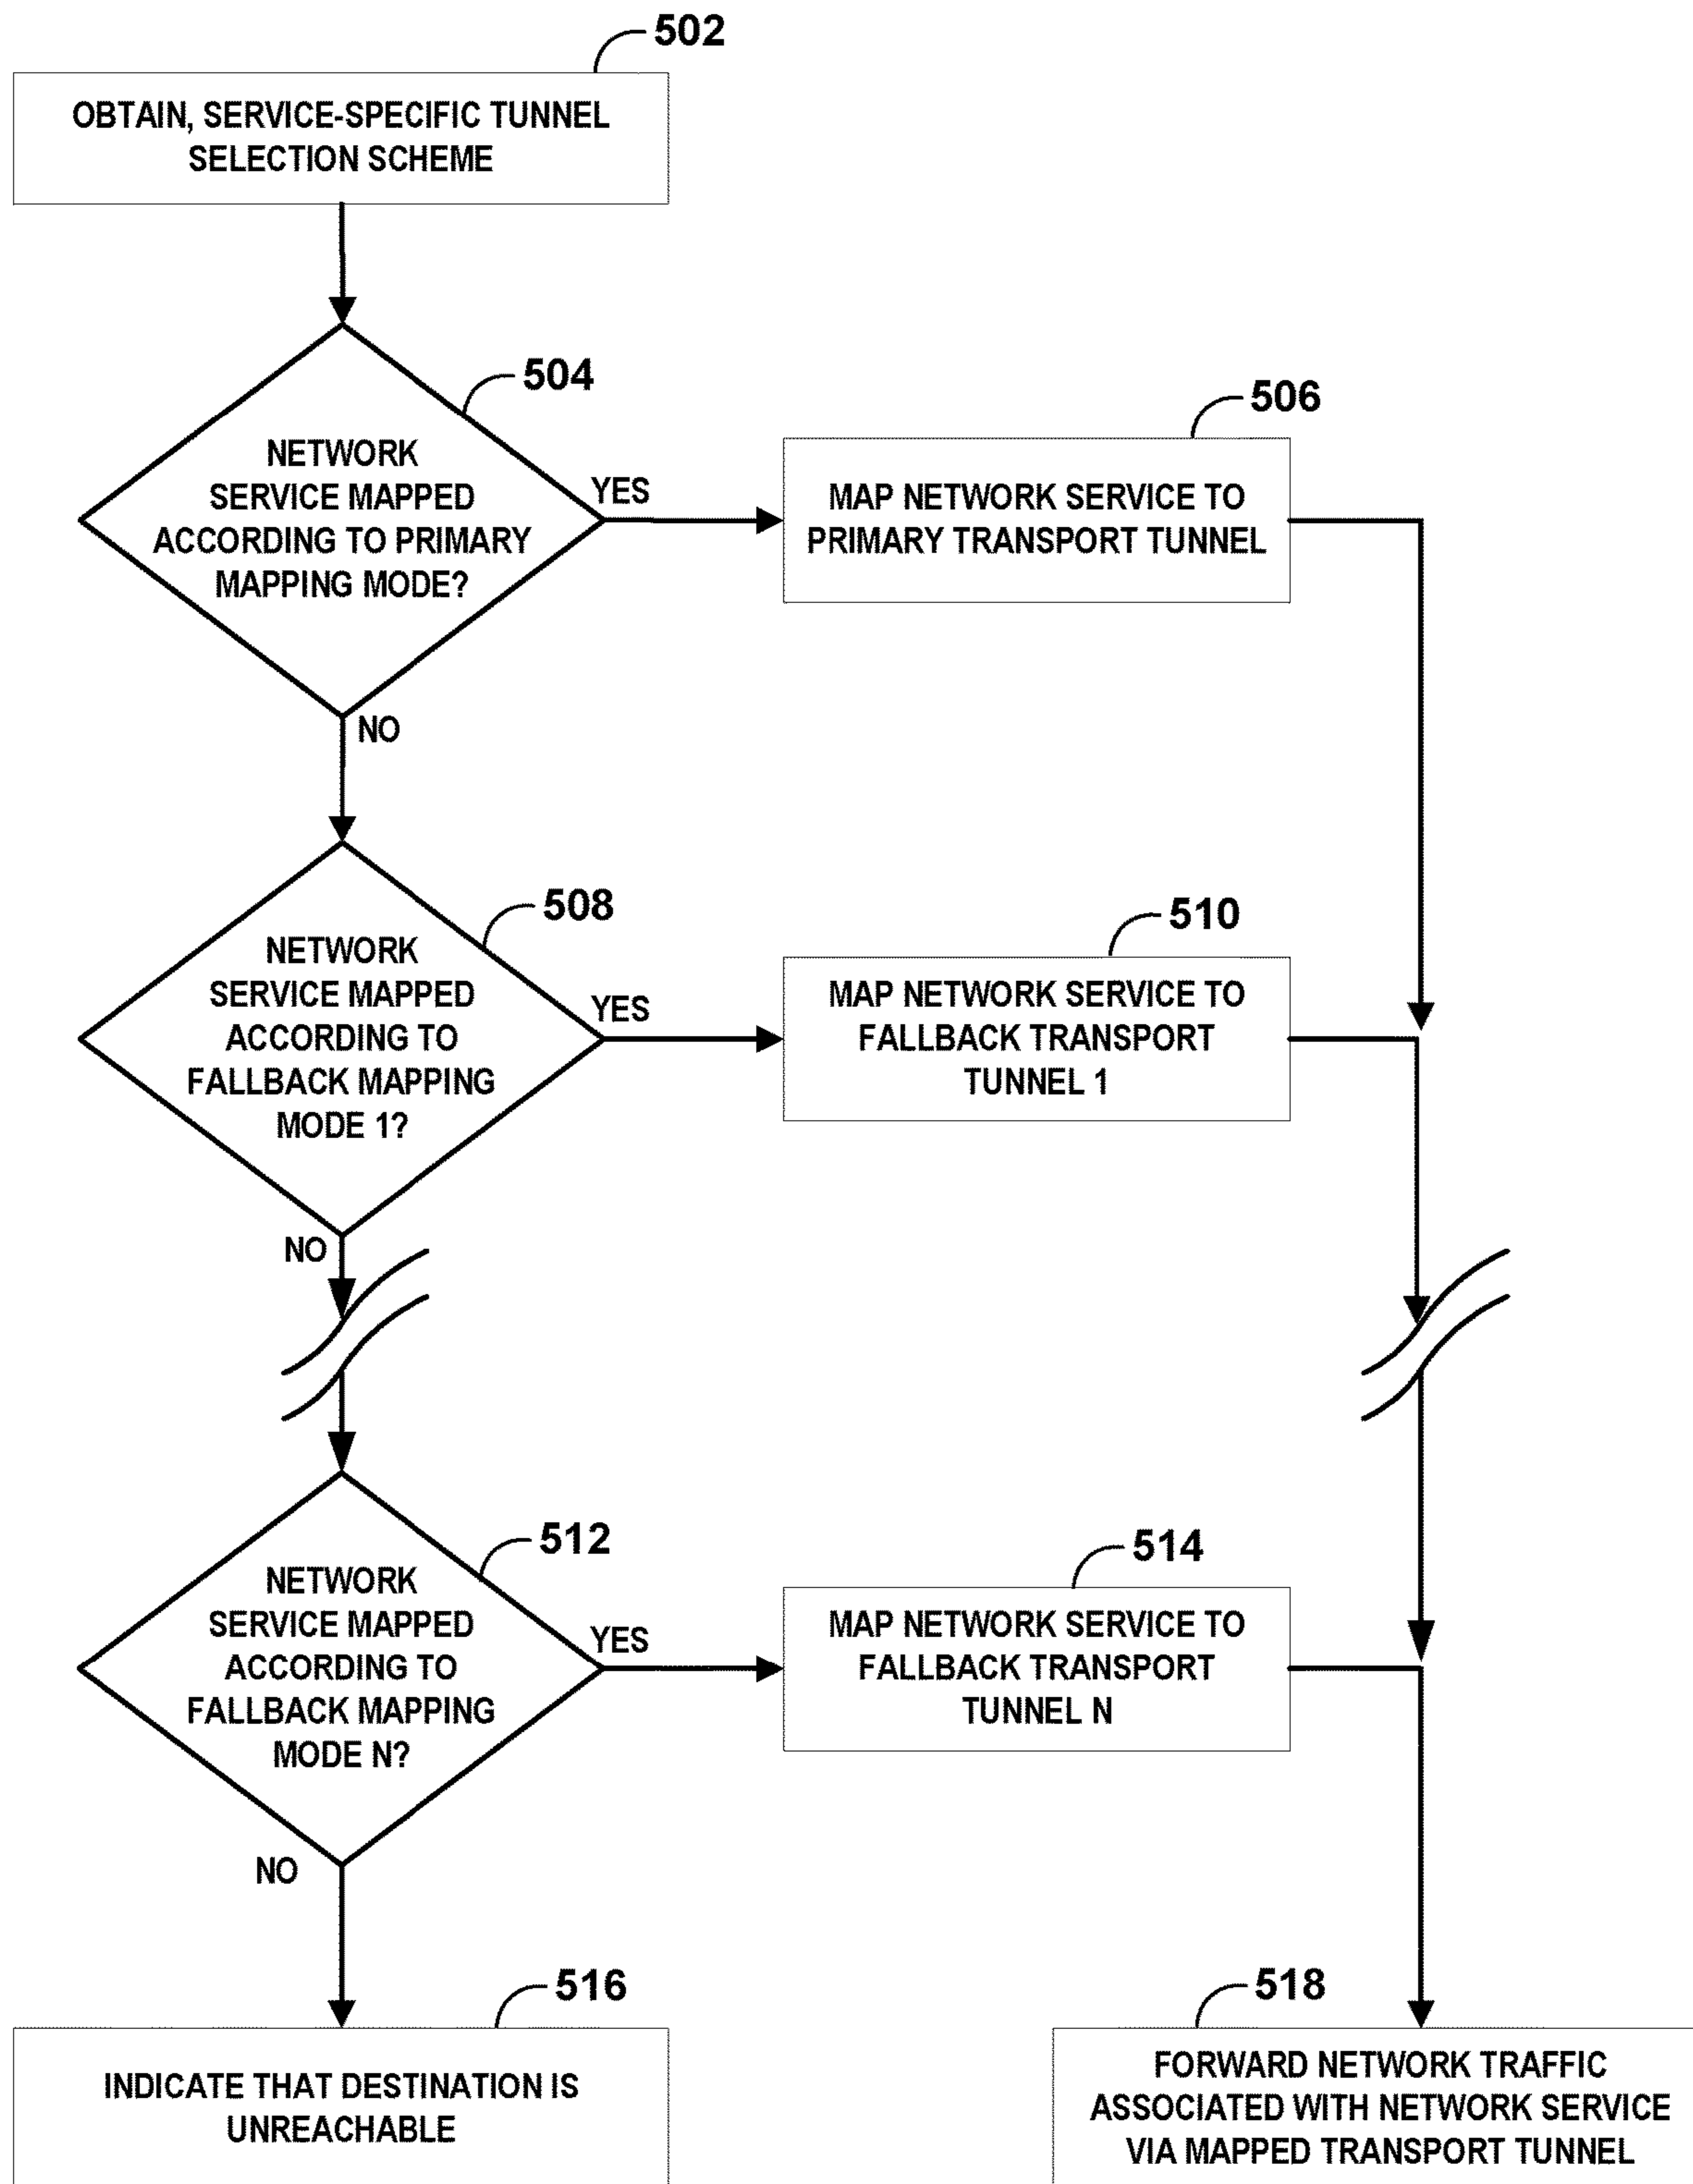 502
OBTAIN, SERVICE-SPECIFIC TUNNEL
SELECTION SCHEME
504
NETWORK
SERVICE MAPPED
ACCORDING TO PRIMARY
MAPPING MODE?
YES
506
MAP NETWORK SERVICE TO
PRIMARY TRANSPORT TUNNEL
NO
508
NETWORK
SERVICE MAPPED
ACCORDING TO
FALLBACK MAPPING
MODE 1?
YES
510
MAP NETWORK SERVICE TO
FALLBACK TRANSPORT
TUNNEL 1
NO
512
NETWORK
SERVICE MAPPED
ACCORDING TO
FALLBACK MAPPING
MODE N?
YES
514
MAP NETWORK SERVICE TO
FALLBACK TRANSPORT
TUNNEL N
NO
516
INDICATE THAT DESTINATION IS
UNREACHABLE
518
FORWARD NETWORK TRAFFIC
ASSOCIATED WITH NETWORK SERVICE
VIA MAPPED TRANSPORT TUNNEL